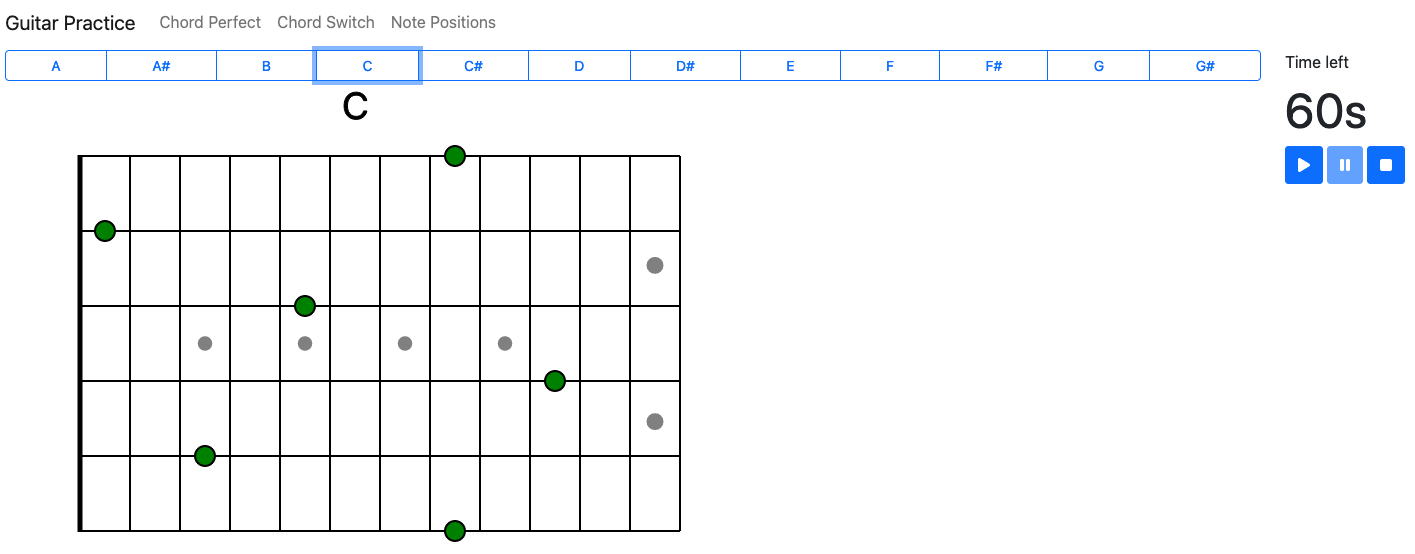 Guitar Practice Chord Perfect Chord Switch Note Positions
A A# B C C# D D# E F F# G G#
Time left
C
60s